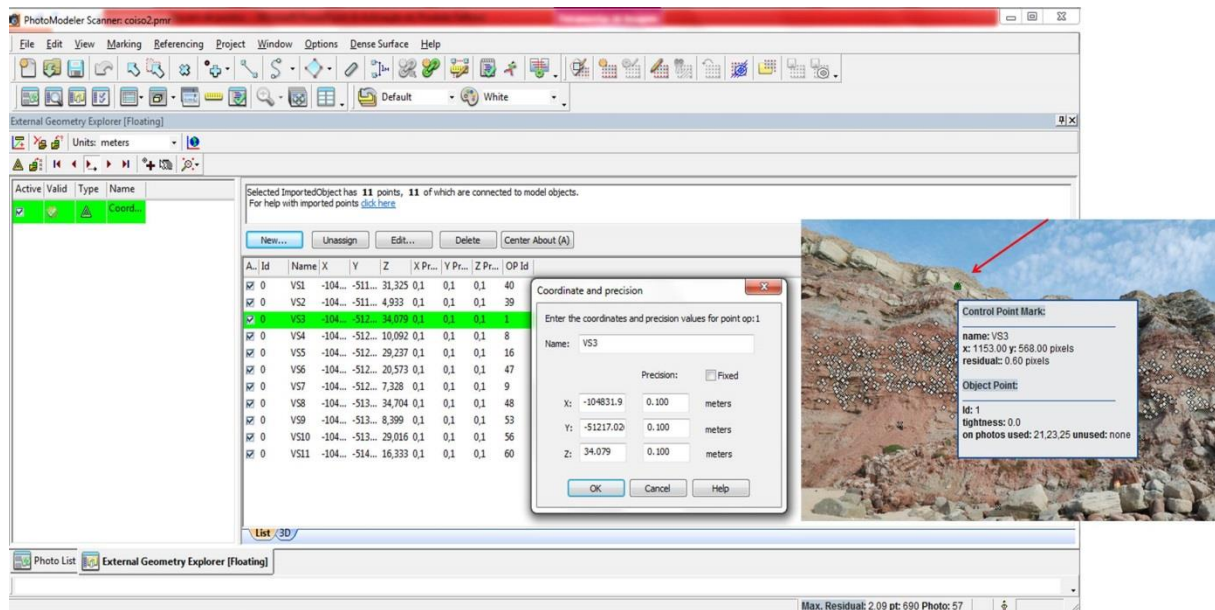 PhotoModeler Scanner: coiso2.pmr
File Edit View Marking Referencing Project Window Options Dense Surface Help
Default White
External Geometry Explorer [Floating]
Units: meters
Active Valid Type Name
Coord...
Selected ImportedObject has 11 points, 11 of which are connected to model objects.
For help with imported points click here
New... Unassign Edit... Delete Center About (A)
A.. Id Name X Y Z X Pr... Y Pr... Z Pr... OP Id
0 VS1 -104... -511... 31,325 0,1 0,1 0,1 40
0 VS2 -104... -511... 4,933 0,1 0,1 0,1 39
0 VS3 -104... -512... 34,079 0,1 0,1 0,1 1
0 VS4 -104... -512... 10,092 0,1 0,1 0,1 8
0 VS5 -104... -512... 29,237 0,1 0,1 0,1 16
0 VS6 -104... -512... 20,573 0,1 0,1 0,1 47
0 VS7 -104... -512... 7,328 0,1 0,1 0,1 9
0 VS8 -104... -513... 34,704 0,1 0,1 0,1 48
0 VS9 -104... -513... 8,399 0,1 0,1 0,1 53
0 VS10 -104... -513... 29,016 0,1 0,1 0,1 56
0 VS11 -104... -514... 16,333 0,1 0,1 0,1 60
Coordinate and precision
Enter the coordinates and precision values for point op:1
Name: VS3
Precision: Fixed
X: -104831.9 0.100 meters
Y: -51217.02 0.100 meters
Z: 34.079 0.100 meters
OK Cancel Help
Control Point Mark:
name: VS3
x: 1153.00 y: 568.00 pixels
residual: 0.60 pixels
Object Point:
Id: 1
tightness: 0.0
on photos used: 21,23,25 unused: none
List 3D
Photo List External Geometry Explorer [Floating]
Max. Residual: 2.09 pt: 690 Photo: 57